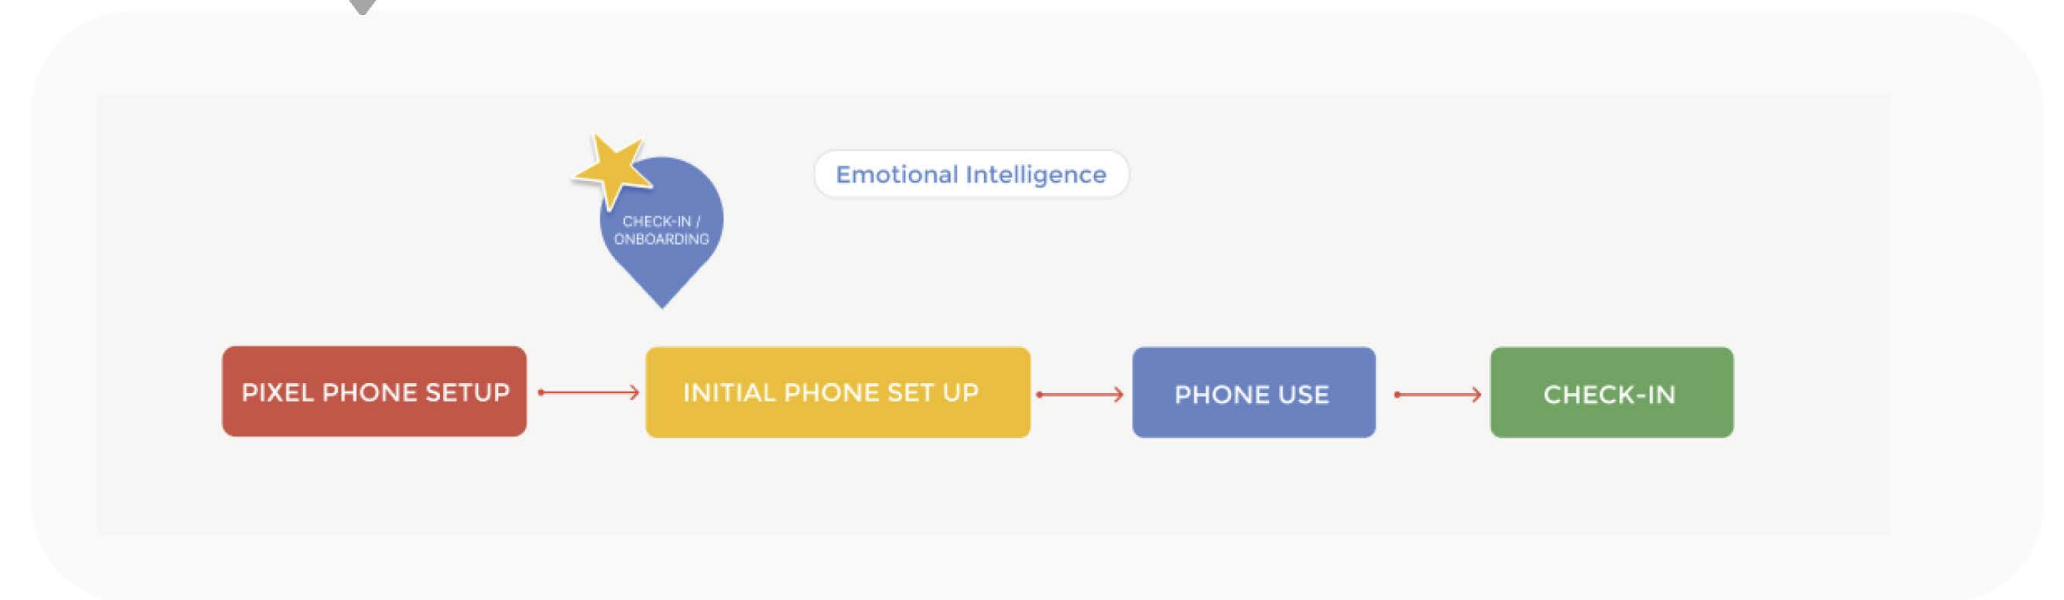 Emotional Intelligence
CHECK-IN /
ONBOARDING
PIXEL PHONE SETUP
INITIAL PHONE SET UP
PHONE USE
CHECK-IN